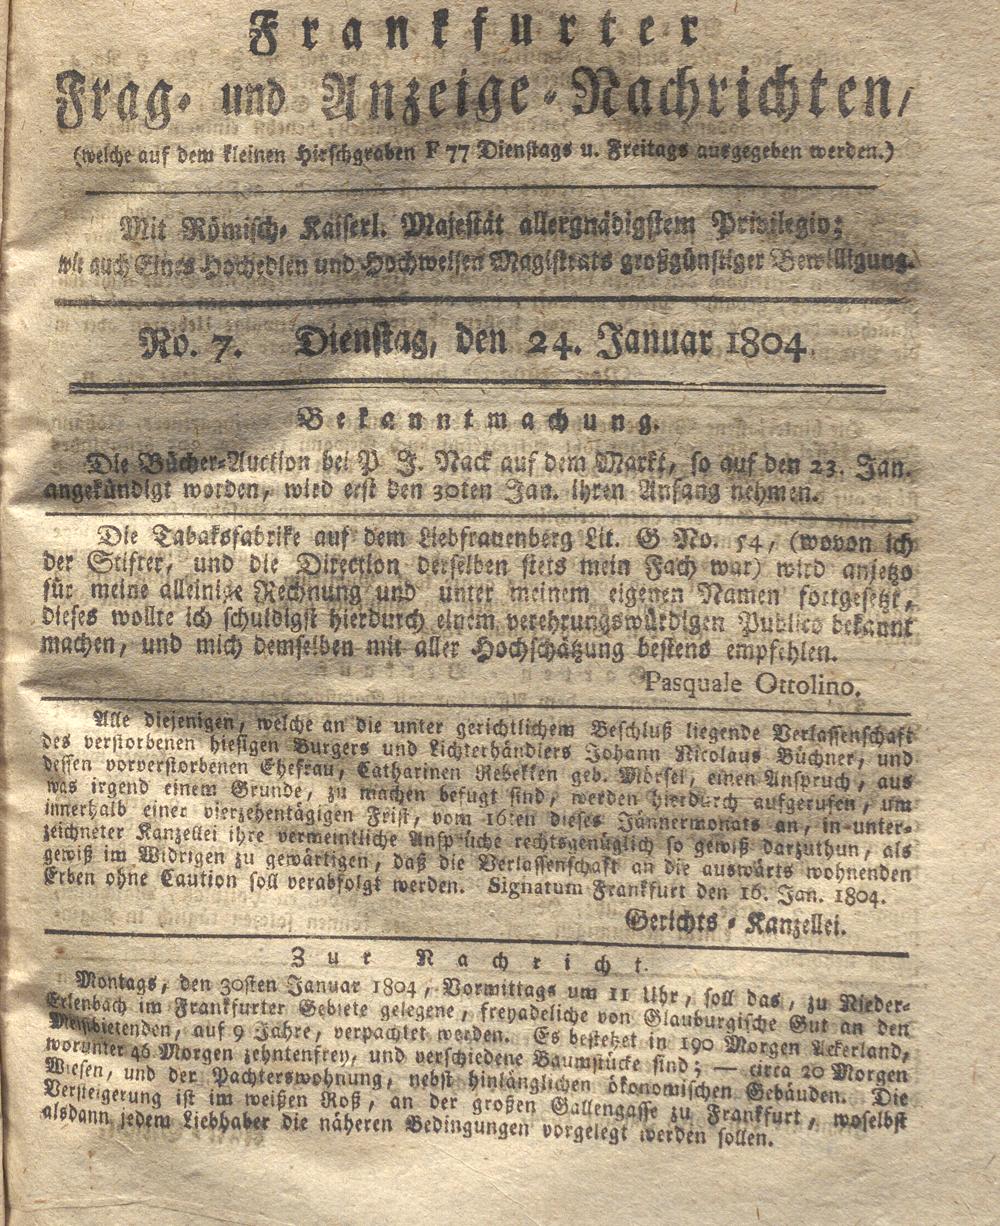 Frankfurter
Frag- und Anzeige-Nachrichten,
(welche auf dem kleinen Hirschgraben F 77 Dienstags u. Freitags ausgegeben werden.)
Mit Römisch- Kaiserl. Majestät allergnädigstem Privilegio;
wie auch Eines Hochedlen und Hochweisen Magistrats großgünstiger Bewilligung.
No. 7. Dienstag, den 24. Januar 1804.
Bekanntmachung.
Die Bücher-Auction bei P J. Nack auf dem Markt, so auf den 23. Jan.
angekündigt worden, wird erst den 30ten Jan. ihren Anfang nehmen.
Die Tabaksfabrike auf dem Liebfrauenberg Lit. G No. 54, (wovon ich
der Stifter, und die Direction derselben stets mein Fach war) wird anjetzo
für meine alleinige Rechnung und unter meinem eigenen Namen fortgesetzt,
dieses wollte ich schuldigst hierdurch einem verehrungswürdigen Publico bekannt
machen, und mich demselben mit aller Hochschätzung bestens empfehlen.
Pasquale Ottolino.
Alle diejenigen, welche an die unter gerichtlichem Beschluß liegende Verlassenschaft
des verstorbenen hiesigen Burgers und Lichterhändlers Johann Nicolaus Büchner, und
dessen vorverstorbenen Ehefrau, Catharinen Rebekken geb. Mörsel, einen Anspruch, aus
was irgend einem Grunde, zu machen befugt sind, werden hierdurch aufgerufen, um
innerhalb einer vierzehentägigen Frist, vom 16ten dieses Jännermonats an, in unter-
zeichneter Kanzellei ihre vermeintliche Ansprüche rechtsgenüglich so gewiß darzuthun, als
gewiß im Widrigen zu gewärtigen, daß die Verlassenschaft an die auswärts wohnenden
Erben ohne Caution soll verabfolgt werden. Signatum Frankfurt den 16. Jan. 1804.
Gerichts-Kanzellei.
Zur Nachricht.
Montags, den 30sten Januar 1804, Vormittags um 11 Uhr, soll das, zu Nieder-
Erlenbach im Frankfurter Gebiete gelegene, freyadeliche von Glauburgische Gut an den
Meistbietenden, auf 9 Jahre, verpachtet werden. Es bestehet in 190 Morgen Ackerland,
worunter 46 Morgen zehntenfrey, und verschiedene Baumstücke sind; — circa 20 Morgen
Wiesen, und der Pachterswohnung, nebst hinlänglichen ökonomischen Gebäuden. Die
Versteigerung ist im weißen Roß, an der großen Gallengasse zu Frankfurt, woselbst
alsdann jedem Liebhaber die näheren Bedingungen vorgelegt werden sollen.